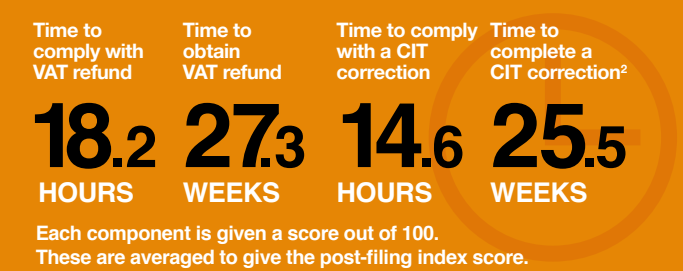 Time to
comply with
VAT refund
18.2
HOURS
Time to
obtain
VAT refund
27.3
WEEKS
Time to comply
with a CIT
correction
14.6
HOURS
Time to
complete a
CIT correction²
25.5
WEEKS
Each component is given a score out of 100.
These are averaged to give the post-filing index score.